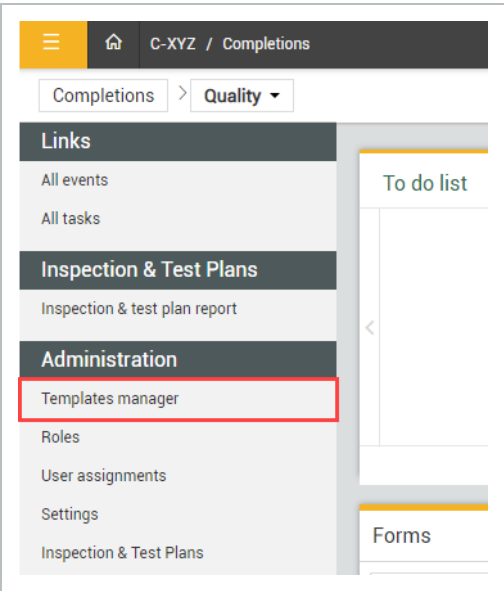 C-XYZ / Completions
Completions > Quality
Links
All events
All tasks
Inspection & Test Plans
Inspection & test plan report
Administration
Templates manager
Roles
User assignments
Settings
Inspection & Test Plans
To do list
Forms